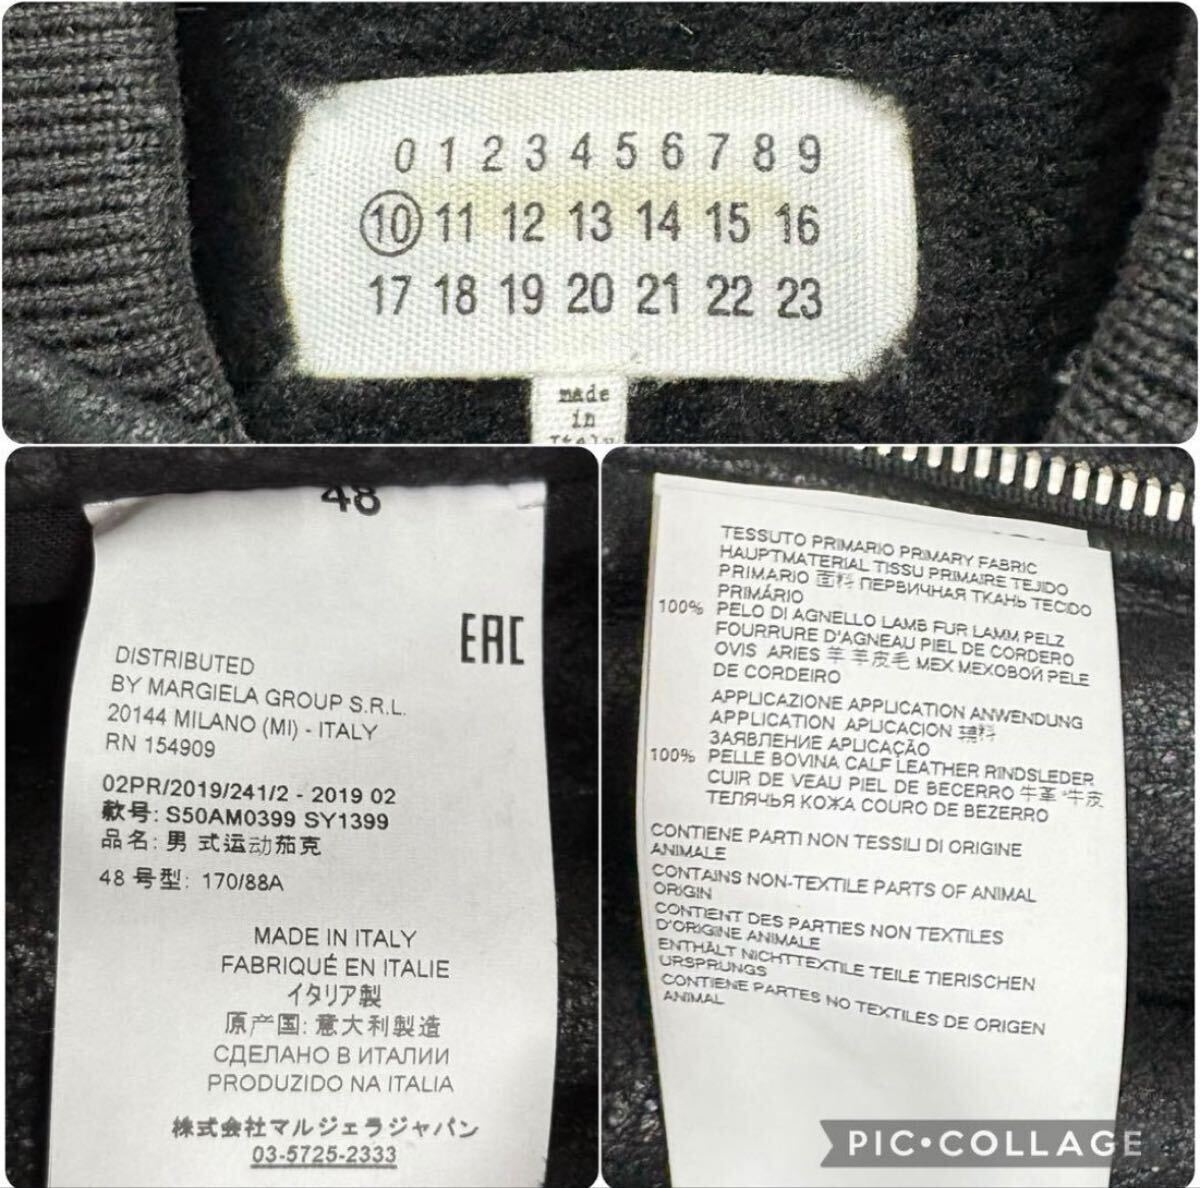 0 1 2 3 4 5 6 7 8 9
10 11 12 13 14 15 16
17 18 19 20 21 22 23
made
in
Italy
48
EAC
DISTRIBUTED
BY MARGIELA GROUP S.R.L.
20144 MILANO (MI) - ITALY
RN 154909
02PR/2019/241/2 - 2019 02
款号: S50AM0399 SY1399
品名: 男 式运动茄克
48 号型: 170/88A
MADE IN ITALY
FABRIQUÉ EN ITALIE
イタリア製
原产国: 意大利製造
СДЕЛАНО В ИТАЛИИ
PRODUZIDO NA ITALIA
株式会社マルジェラジャパン
03-5725-2333
TESSUTO PRIMARIO PRIMARY FABRIC
HAUPTMATERIAL TISSU PRIMAIRE TEJIDO
PRIMARIO 面料 ПЕРВИЧНАЯ ТКАНЬ TECIDO
PRIMÁRIO
100% PELO DI AGNELLO LAMB FUR LAMM PELZ
FOURRURE D'AGNEAU PIEL DE CORDERO
OVIS ARIES 羊 羊皮毛 МЕХ МЕХОВОЙ PELE
DE CORDEIRO
APPLICAZIONE APPLICATION ANWENDUNG
APPLICATION APLICACION 辅料
ЗАЯВЛЕНИЕ APLICAÇÃO
100% PELLE BOVINA CALF LEATHER RINDSLEDER
CUIR DE VEAU PIEL DE BECERRO 牛革 牛皮
ТЕЛЯЧЬЯ КОЖА COURO DE BEZERRO
CONTIENE PARTI NON TESSILI DI ORIGINE
ANIMALE
CONTAINS NON-TEXTILE PARTS OF ANIMAL
ORIGIN
CONTIENT DES PARTIES NON TEXTILES
D'ORIGINE ANIMALE
ENTHÄLT NICHTTEXTILE TEILE TIERISCHEN
URSPRUNGS
CONTIENE PARTES NO TEXTILES DE ORIGEN
ANIMAL
PIC•COLLAGE